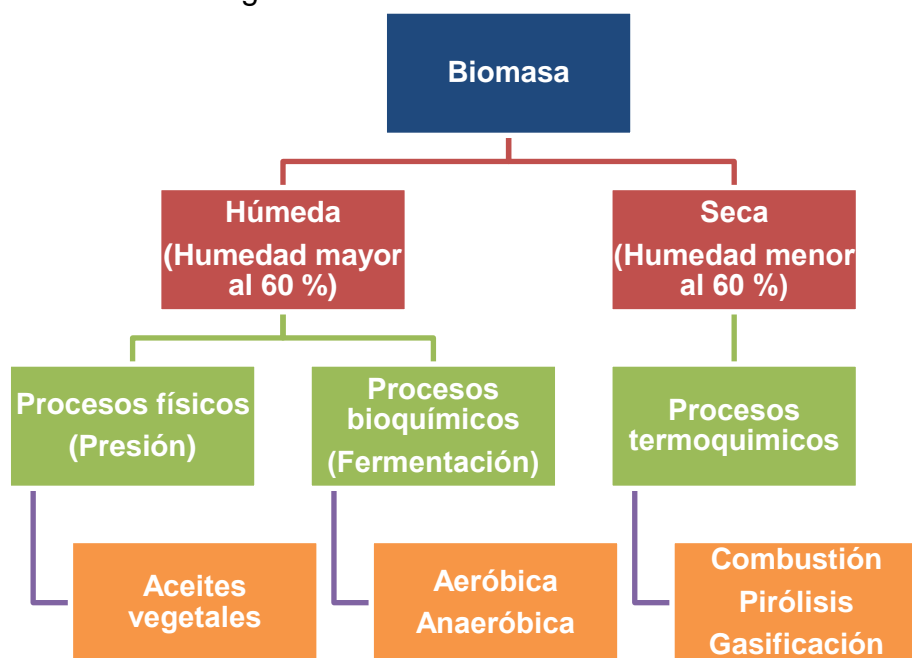 Biomasa
Húmeda
(Humedad mayor
al 60 %)
Seca
(Humedad menor
al 60 %)
Procesos físicos
(Presión)
Procesos
bioquímicos
(Fermentación)
Procesos
termoquimicos
Aceites
vegetales
Aeróbica
Anaeróbica
Combustión
Pirólisis
Gasificación